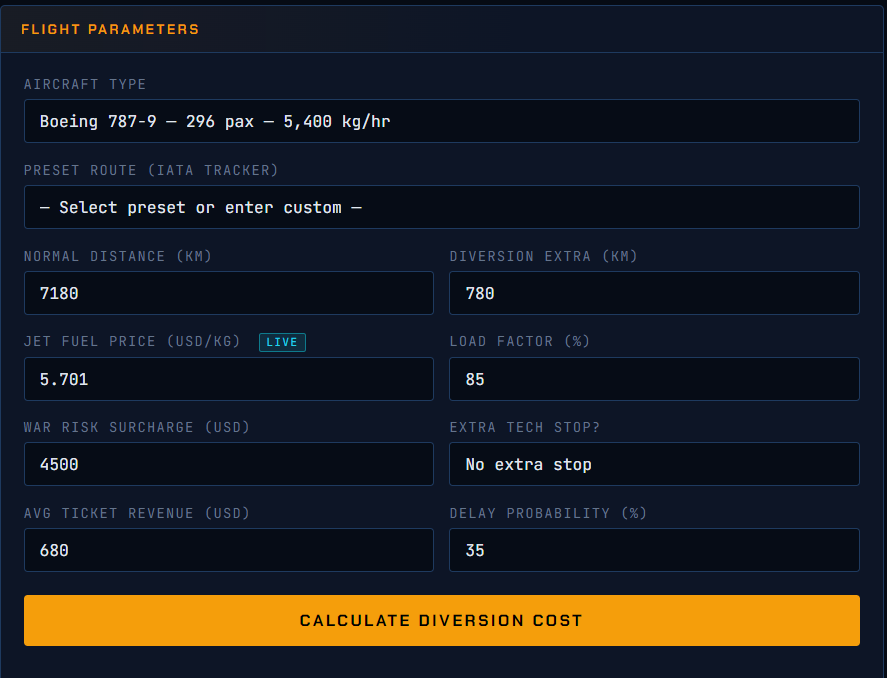 FLIGHT PARAMETERS
AIRCRAFT TYPE
Boeing 787-9 — 296 pax — 5,400 kg/hr
PRESET ROUTE (IATA TRACKER)
— Select preset or enter custom —
NORMAL DISTANCE (KM)
7180
DIVERSION EXTRA (KM)
780
JET FUEL PRICE (USD/KG) LIVE
5.701
LOAD FACTOR (%)
85
WAR RISK SURCHARGE (USD)
4500
EXTRA TECH STOP?
No extra stop
AVG TICKET REVENUE (USD)
680
DELAY PROBABILITY (%)
35
CALCULATE DIVERSION COST